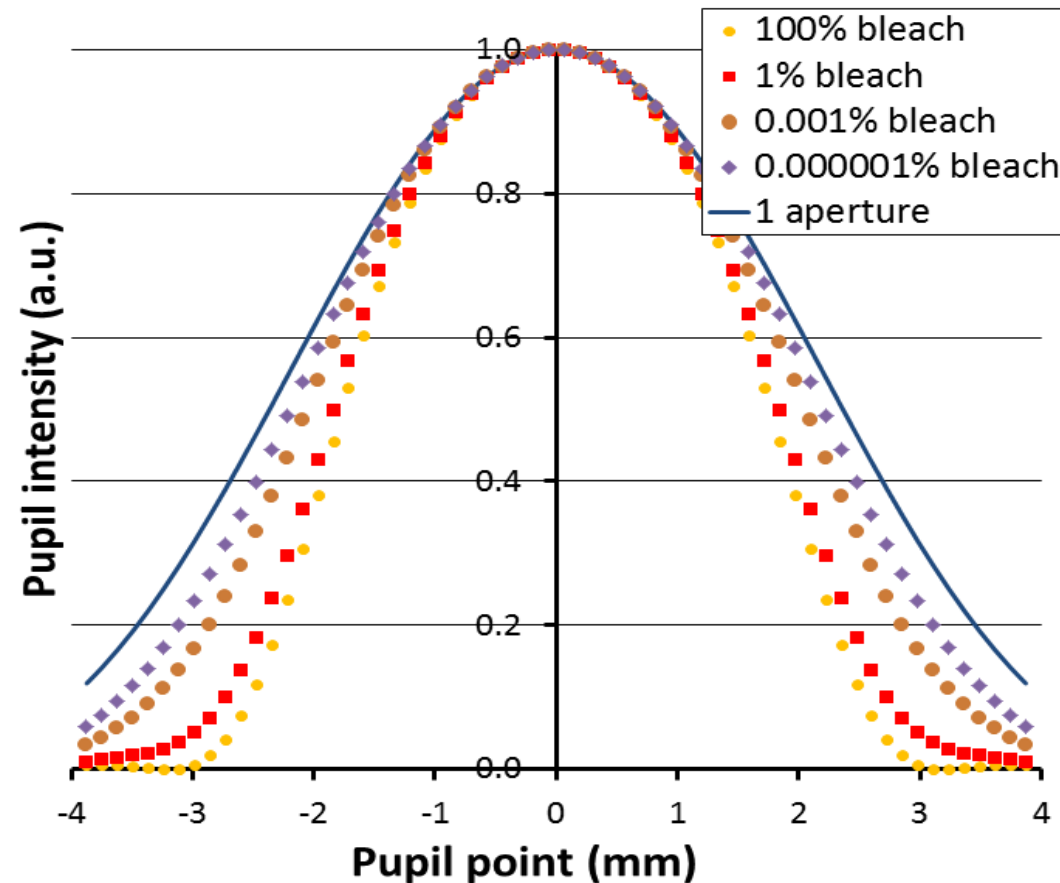 100% bleach
1% bleach
0.001% bleach
0.000001% bleach
1 aperture
Pupil intensity (a.u.)
1.0
0.8
0.6
0.4
0.2
0.0
-4 -3 -2 -1 0 1 2 3 4
Pupil point (mm)